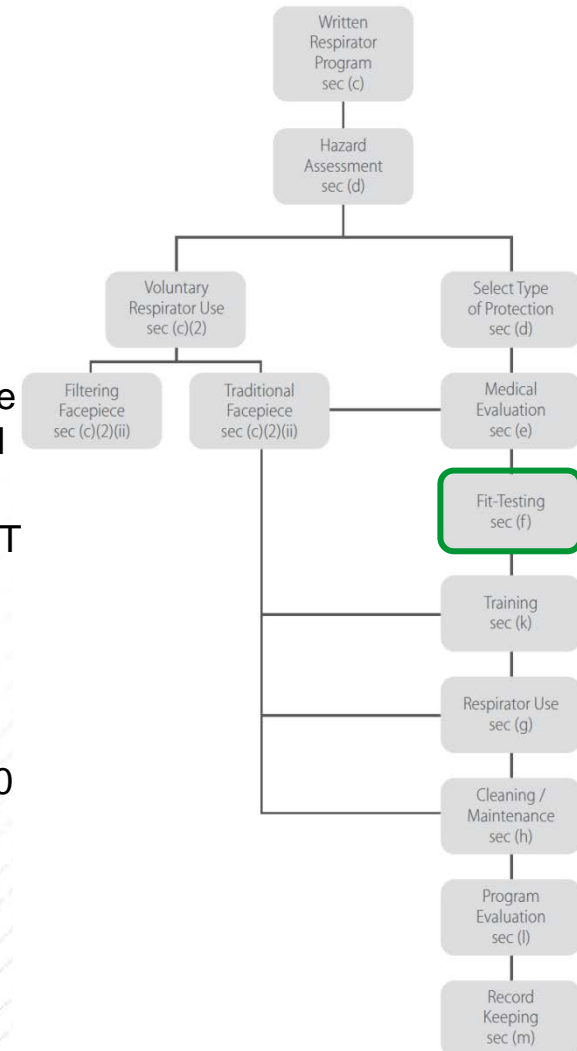 Written
Respirator
Program
sec (c)
Hazard
Assessment
sec (d)
Voluntary
Respirator Use
sec (c)(2)
Select Type
of Protection
sec (d)
Filtering
Facepiece
sec (c)(2)(ii)
Traditional
Facepiece
sec (c)(2)(ii)
Medical
Evaluation
sec (e)
Fit-Testing
sec (f)
Training
sec (k)
Respirator Use
sec (g)
Cleaning /
Maintenance
sec (h)
Program
Evaluation
sec (l)
Record
Keeping
sec (m)
e
T
0